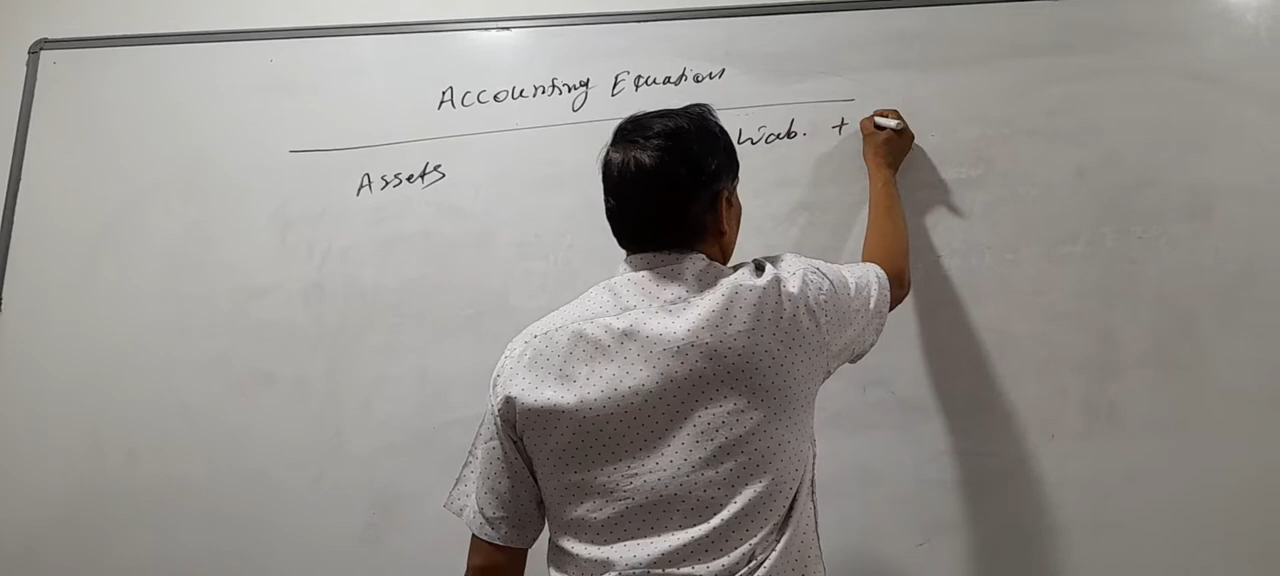 Accounting Equation
Assets Liab. +